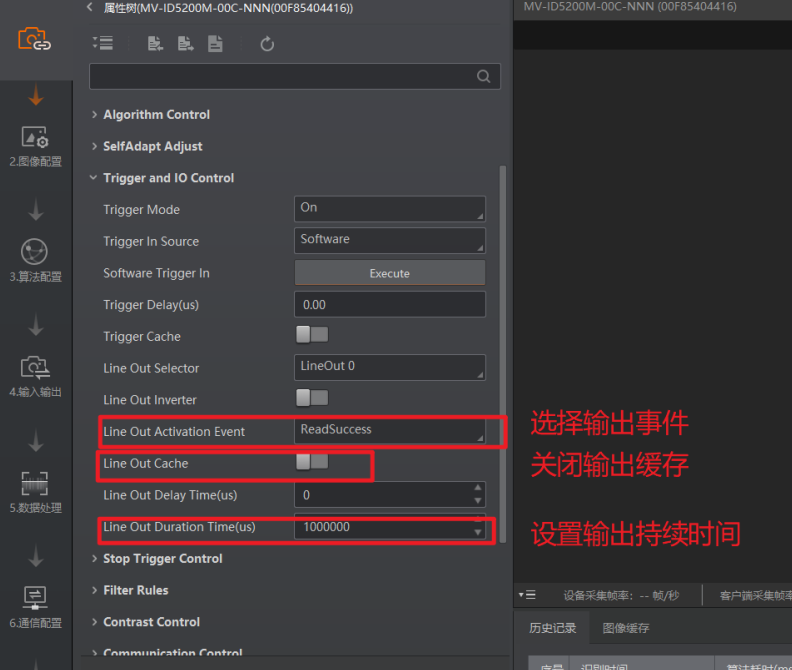 属性树(MV-ID5200M-00C-NNN(00F85404416))
MV-ID5200M-00C-NNN (00F85404416)
2.图像配置
3.算法配置
4.输入输出
5.数据处理
6.通信配置
Algorithm Control
SelfAdapt Adjust
Trigger and IO Control
Trigger Mode On
Trigger In Source Software
Software Trigger In Execute
Trigger Delay(us) 0.00
Trigger Cache
Line Out Selector LineOut 0
Line Out Inverter
Line Out Activation Event ReadSuccess
Line Out Cache
Line Out Delay Time(us) 0
Line Out Duration Time(us) 1000000
Stop Trigger Control
Filter Rules
Contrast Control
Communication Control
选择输出事件
关闭输出缓存
设置输出持续时间
设备采集帧率: -- 帧/秒
客户端采集帧率
历史记录 图像缓存
序号 识别时间